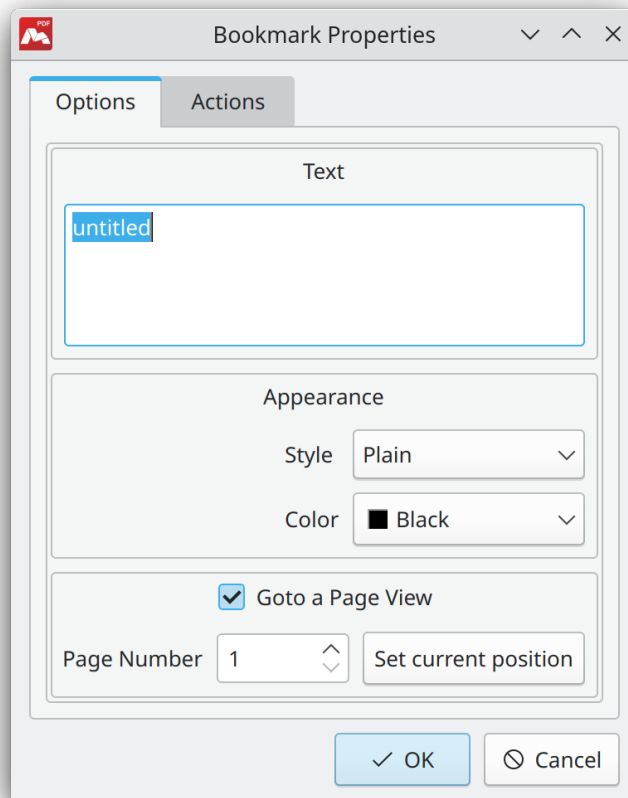 PDF
Bookmark Properties
Options Actions
Text
untitled
Appearance
Style Plain
Color Black
Goto a Page View
Page Number 1 Set current position
OK Cancel